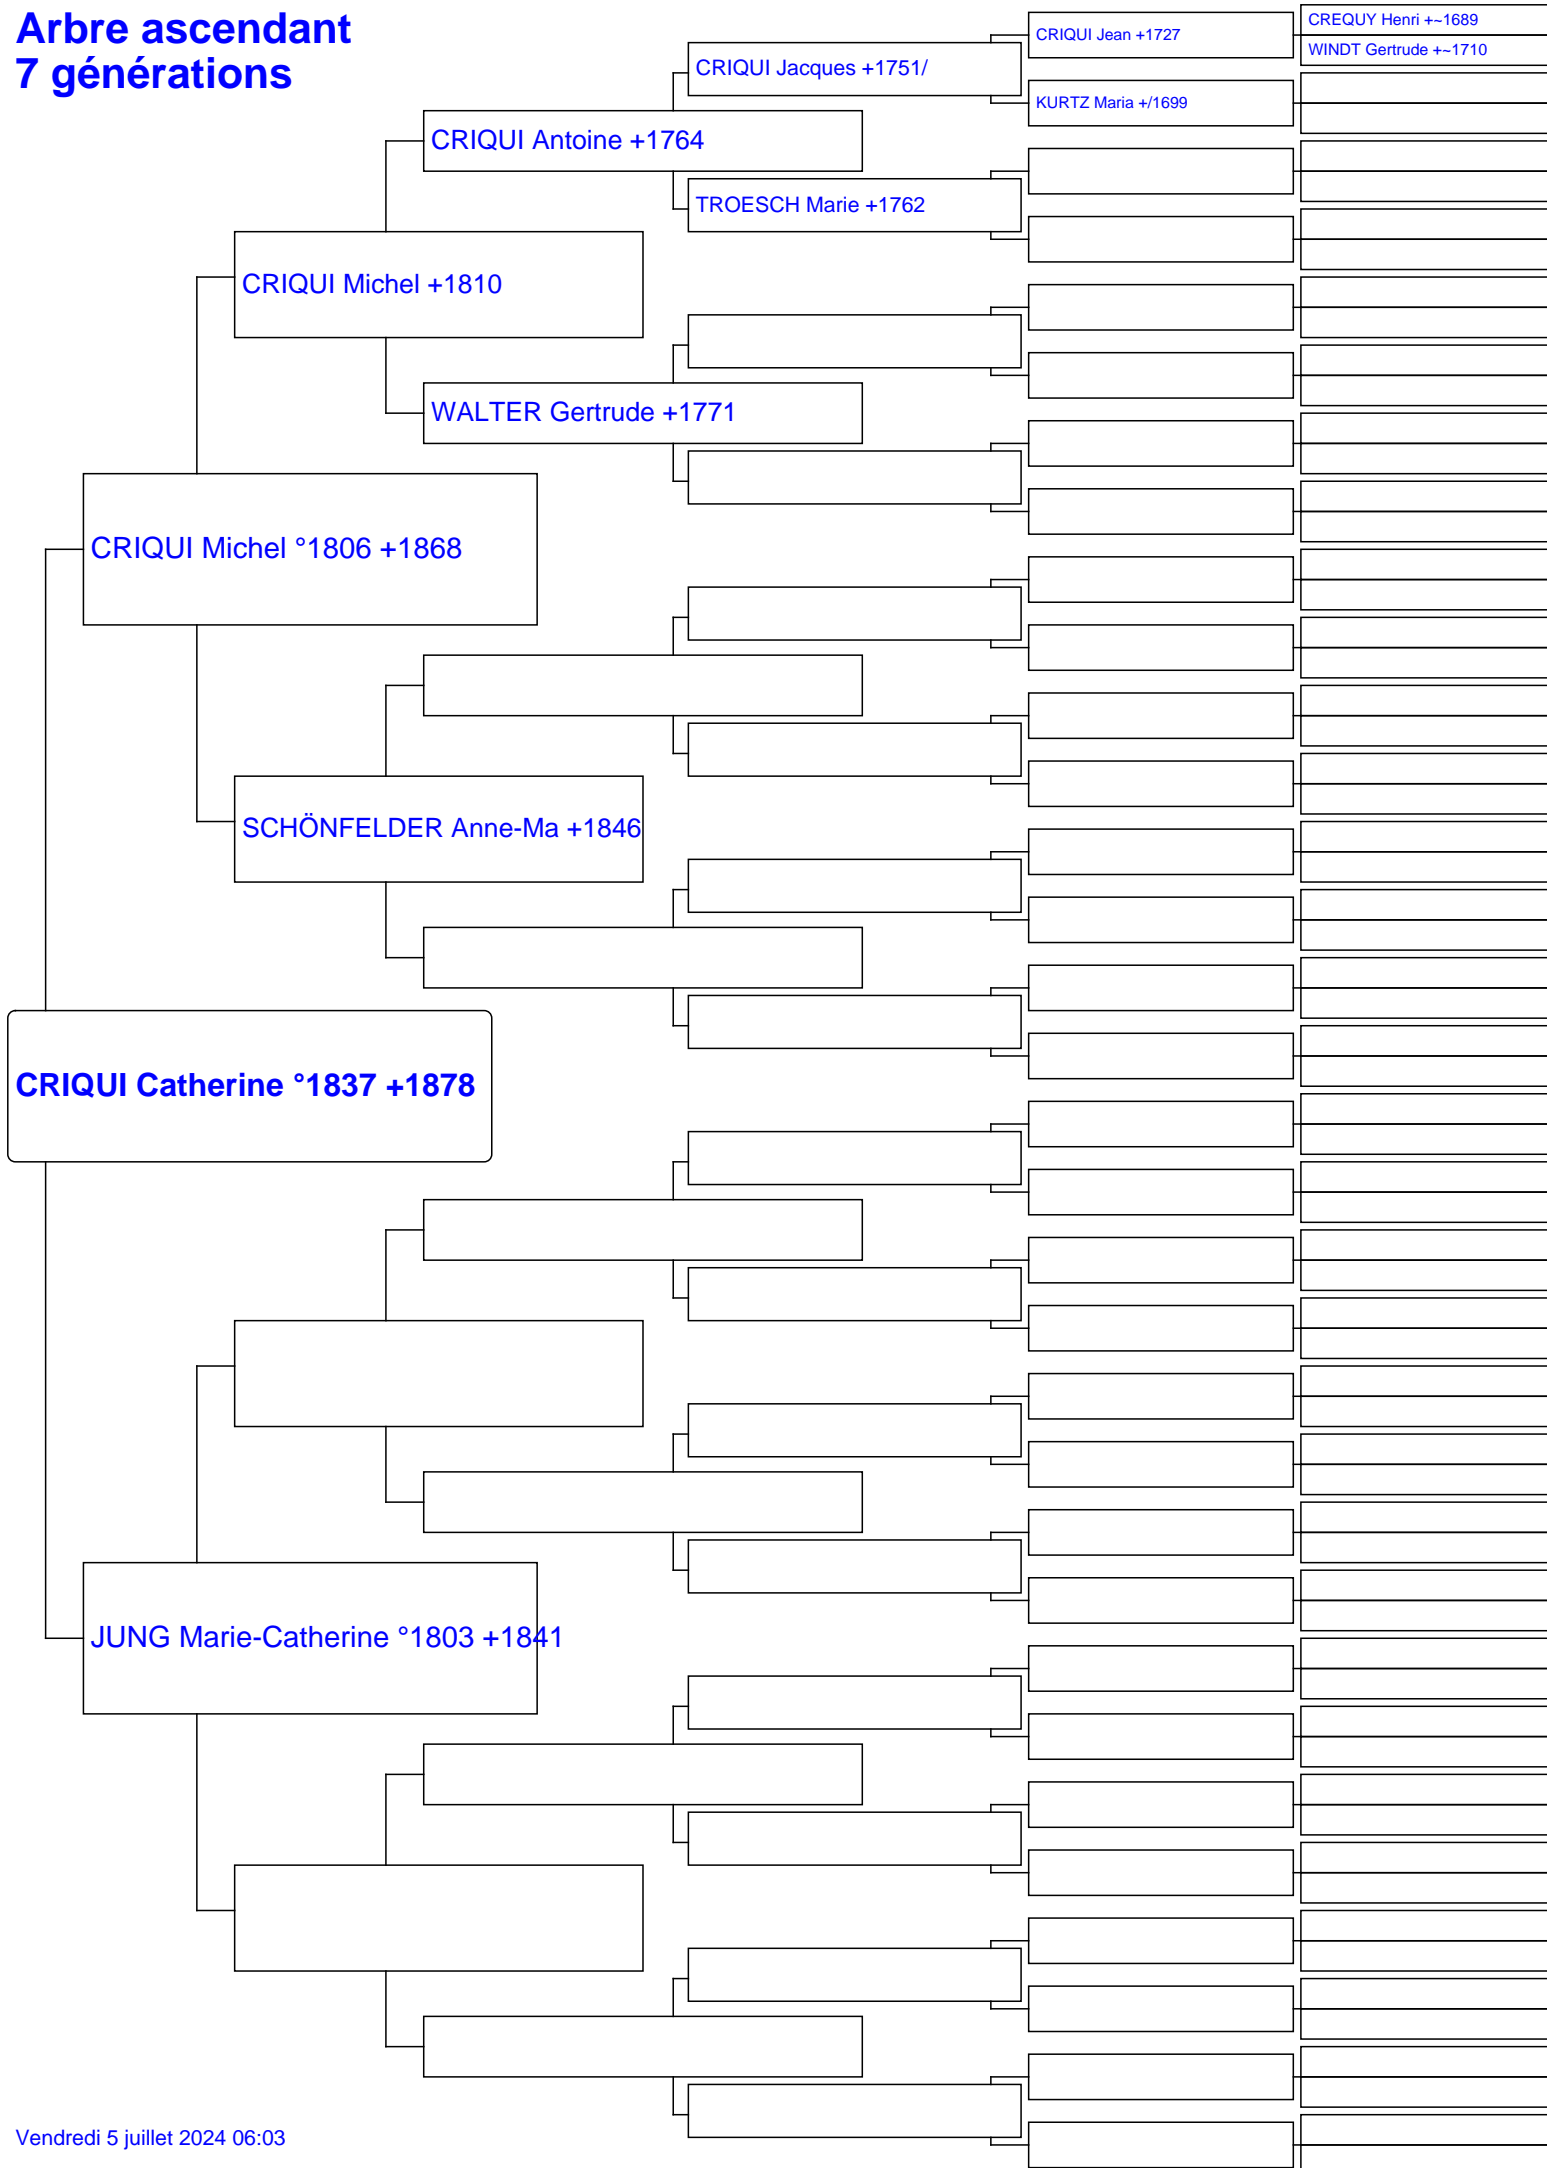 Arbre ascendant
7 générations
CREQUY Henri +~1689
CRIQUI Jean +1727
WINDT Gertrude +~1710
CRIQUI Jacques +1751/
KURTZ Maria +/1699
CRIQUI Antoine +1764
TROESCH Marie +1762
CRIQUI Michel +1810
WALTER Gertrude +1771
CRIQUI Michel °1806 +1868
SCHÖNFELDER Anne-Ma +1846
CRIQUI Catherine °1837 +1878
JUNG Marie-Catherine °1803 +1841
Vendredi 5 juillet 2024 06:03